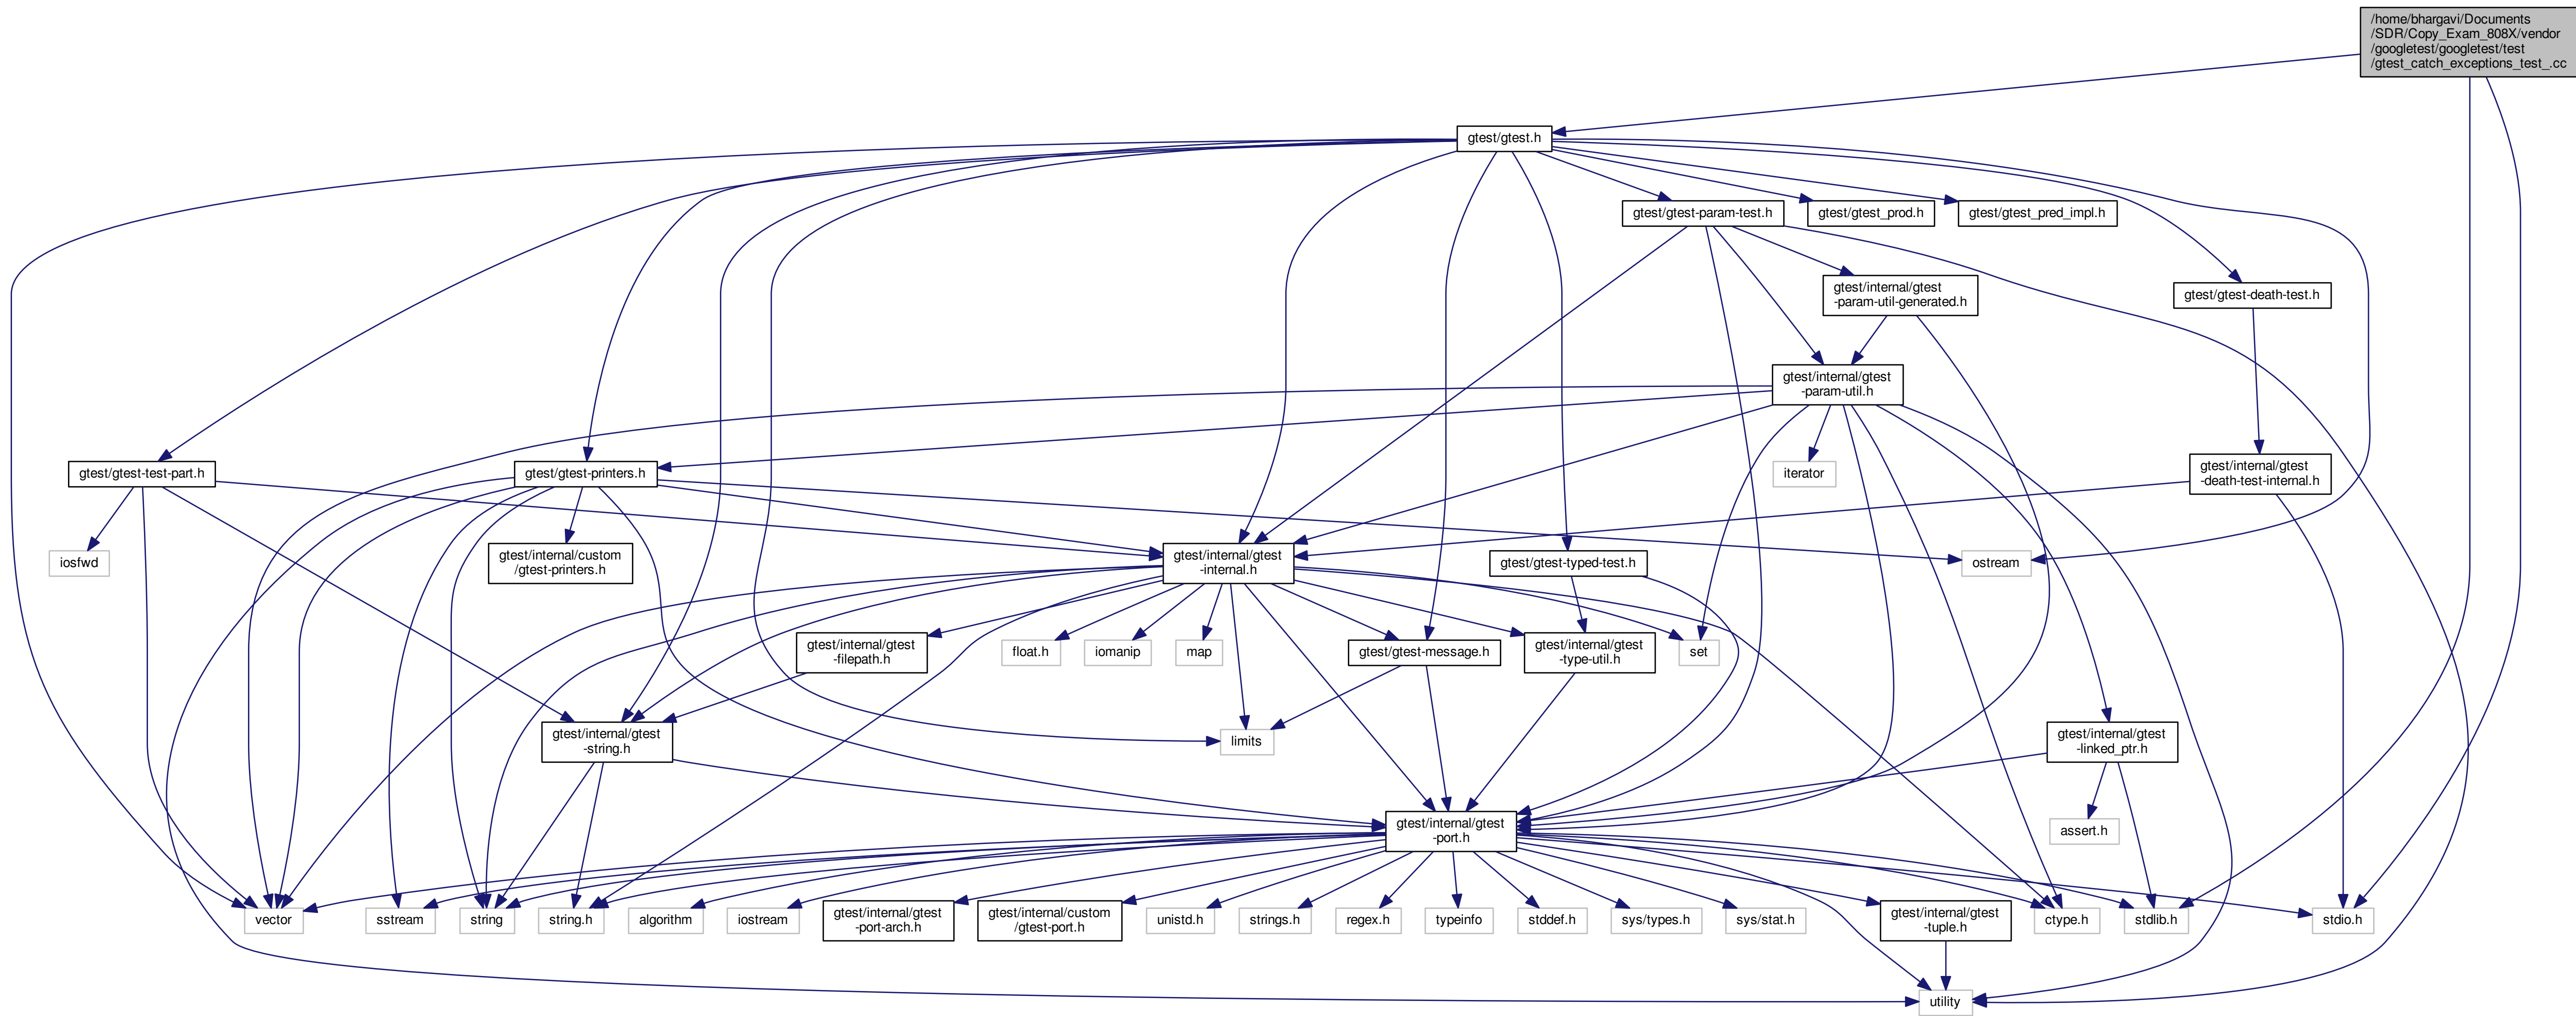 /home/bhargavi/Documents
/SDR/Copy_Exam_808X/vendor
/googletest/googletest/test
/gtest_catch_exceptions_test_.cc
gtest/gtest.h
gtest/gtest-param-test.h
gtest/gtest_prod.h
gtest/gtest_pred_impl.h
gtest/internal/gtest
-param-util-generated.h
gtest/gtest-death-test.h
gtest/internal/gtest
-param-util.h
gtest/gtest-test-part.h
gtest/gtest-printers.h
iterator
gtest/internal/gtest
-death-test-internal.h
iosfwd
gtest/internal/custom
/gtest-printers.h
gtest/internal/gtest
-internal.h
gtest/gtest-typed-test.h
ostream
gtest/internal/gtest
-filepath.h
float.h
iomanip
map
gtest/gtest-message.h
gtest/internal/gtest
-type-util.h
set
gtest/internal/gtest
-string.h
limits
gtest/internal/gtest
-linked_ptr.h
gtest/internal/gtest
-port.h
assert.h
vector
sstream
string
string.h
algorithm
iostream
gtest/internal/gtest
-port-arch.h
gtest/internal/custom
/gtest-port.h
unistd.h
strings.h
regex.h
typeinfo
stddef.h
sys/types.h
sys/stat.h
gtest/internal/gtest
-tuple.h
ctype.h
stdlib.h
stdio.h
utility